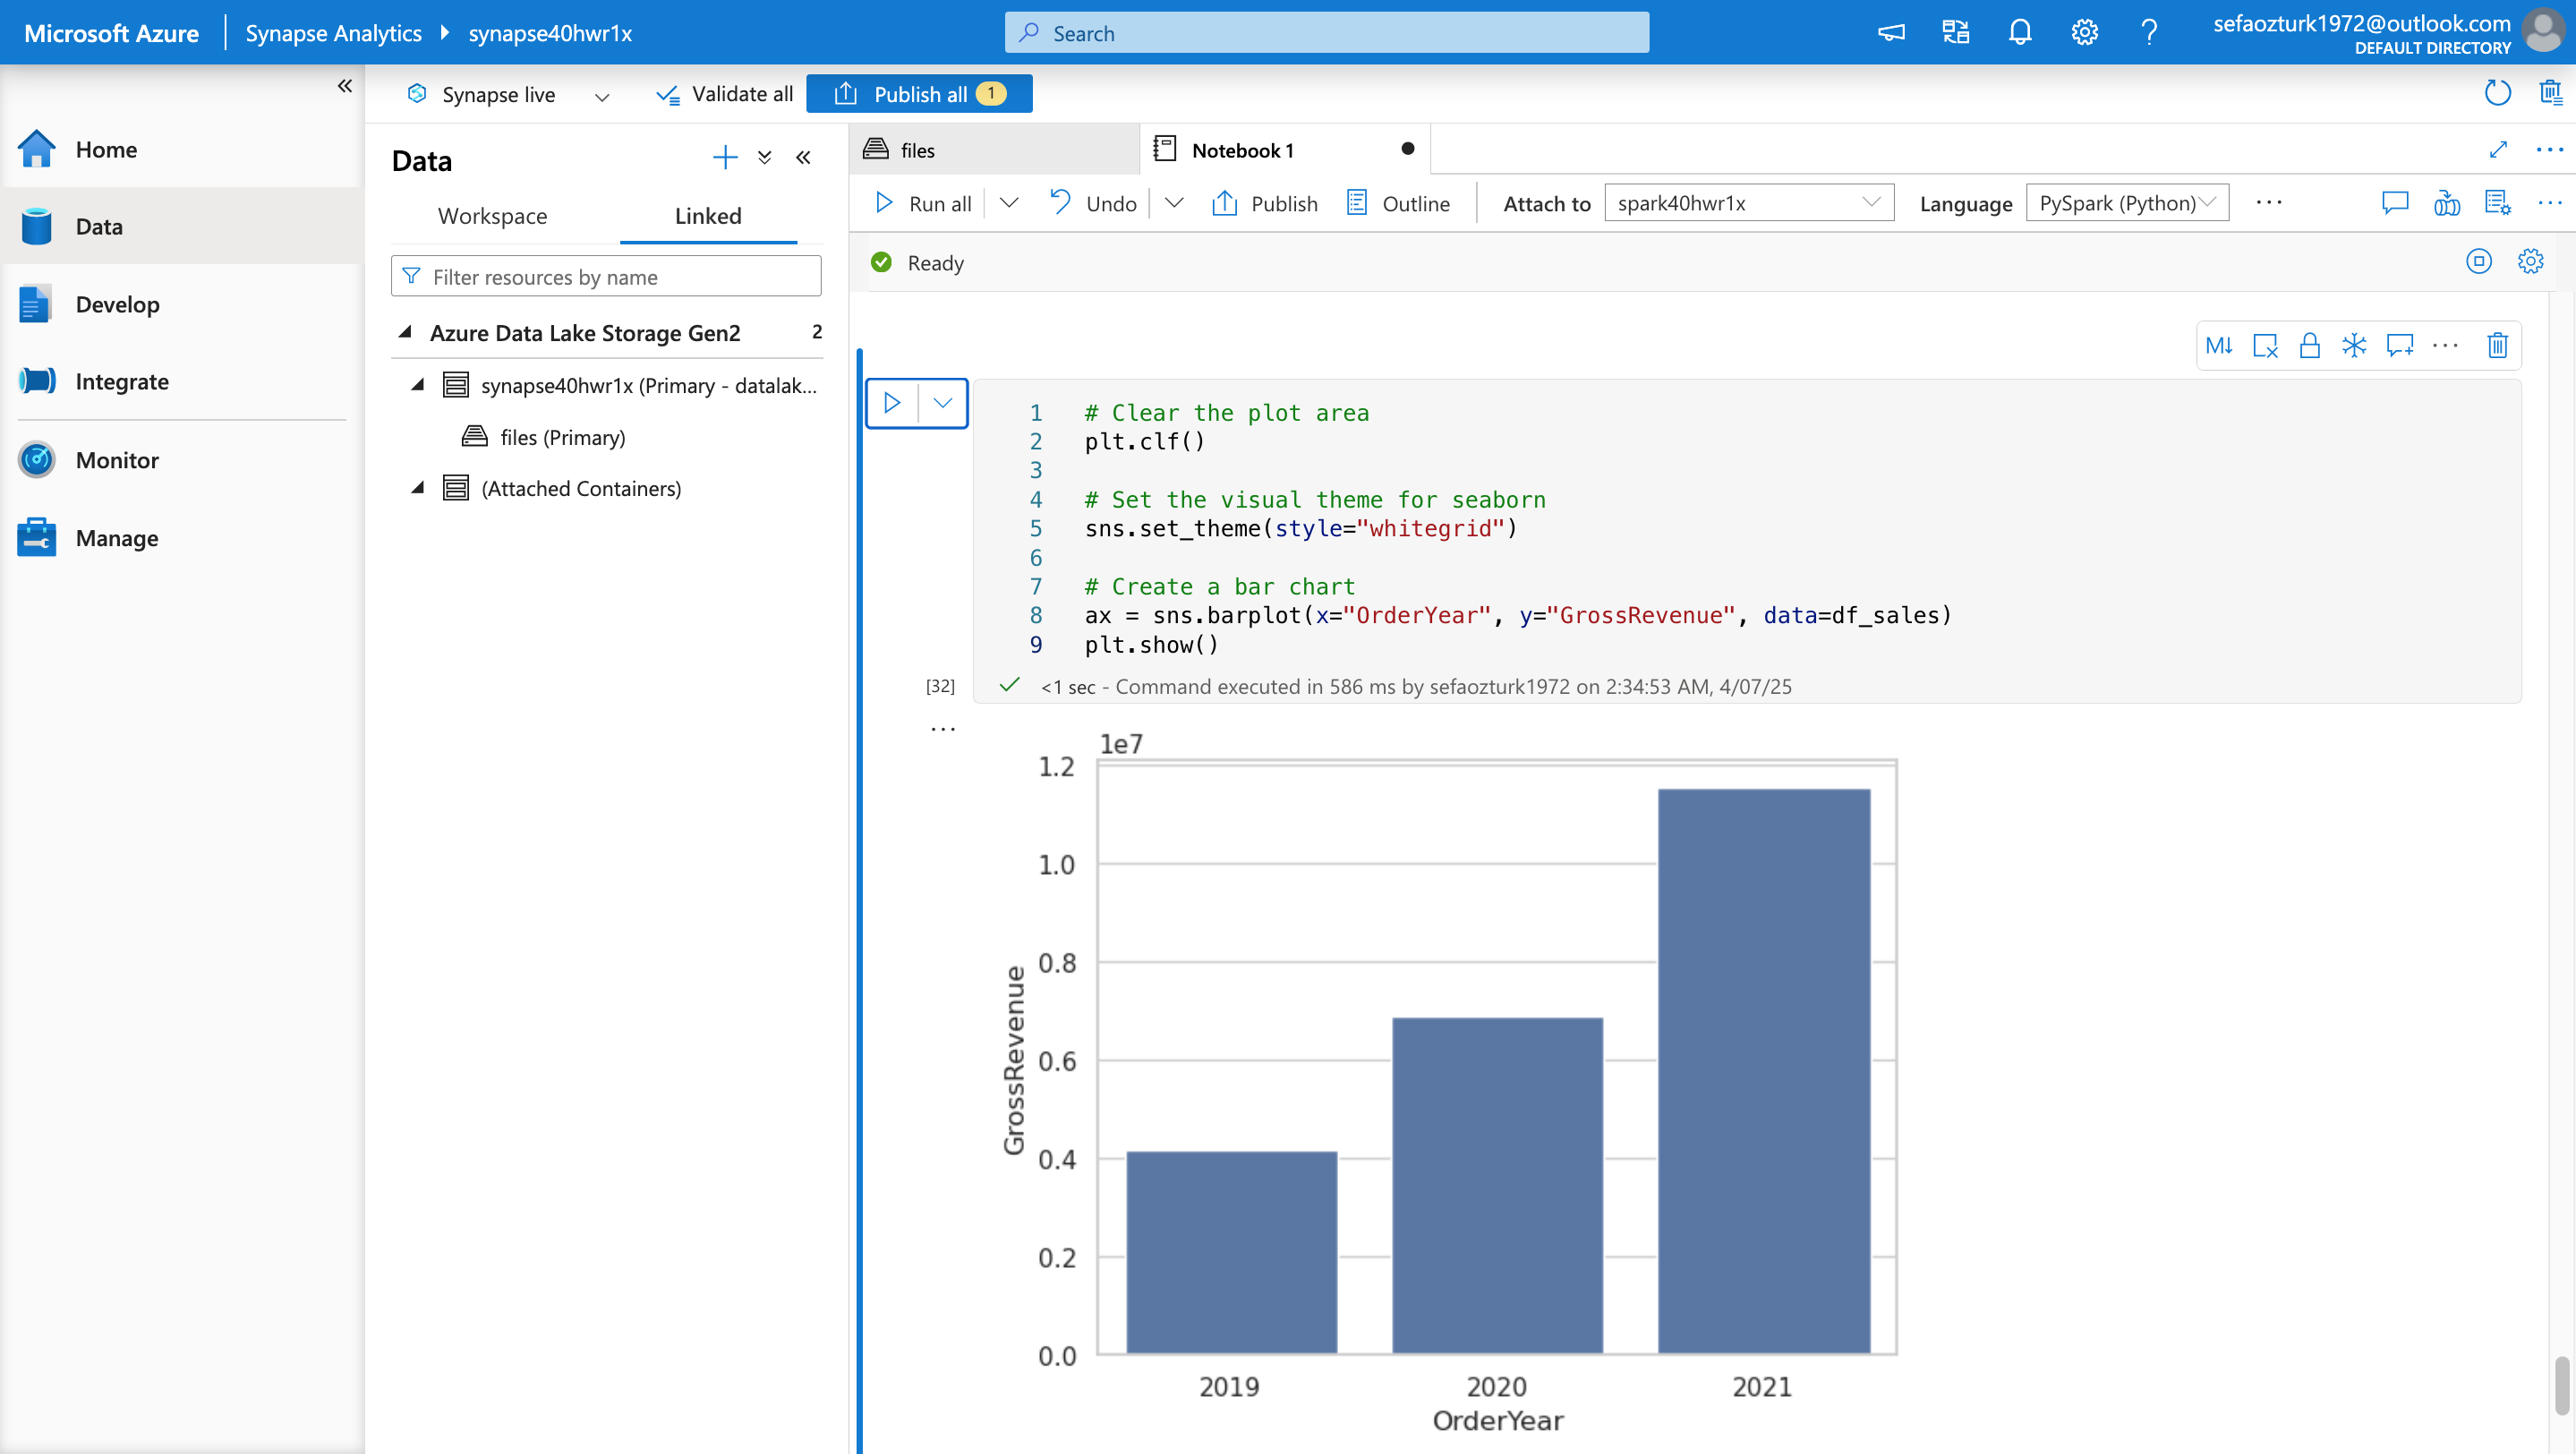 Microsoft Azure
Synapse Analytics
synapse40hwr1x
Search
sefaozturk1972@outlook.com
DEFAULT DIRECTORY
Synapse live
Validate all
Publish all
1
Home
Data
Develop
Integrate
Monitor
Manage
Data
Workspace
Linked
Filter resources by name
Azure Data Lake Storage Gen2
2
synapse40hwr1x (Primary - datalak...
files (Primary)
(Attached Containers)
files
Notebook 1
Run all
Undo
Publish
Outline
Attach to
spark40hwr1x
Language
PySpark (Python)
Ready
M↓
1 # Clear the plot area
2 plt.clf()
3
4 # Set the visual theme for seaborn
5 sns.set_theme(style="whitegrid")
6
7 # Create a bar chart
8 ax = sns.barplot(x="OrderYear", y="GrossRevenue", data=df_sales)
9 plt.show()
[32]
<1 sec - Command executed in 586 ms by sefaozturk1972 on 2:34:53 AM, 4/07/25
1e7
1.2
1.0
0.8
0.6
0.4
0.2
0.0
GrossRevenue
2019
2020
2021
OrderYear